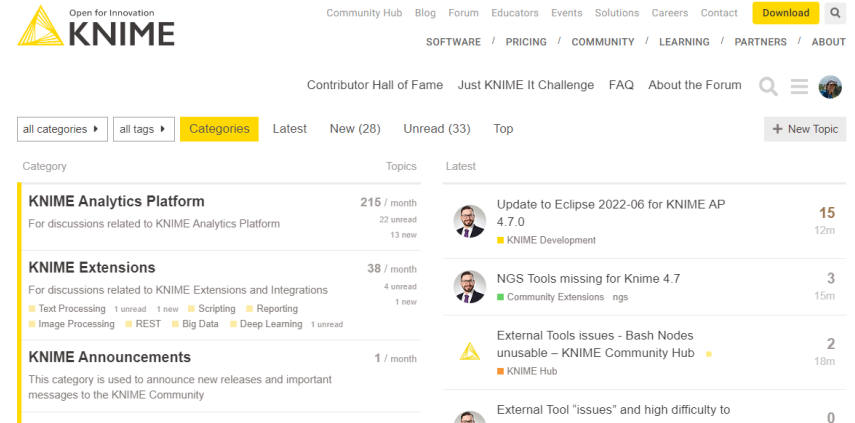 Open for Innovation
KNIME
Community Hub Blog Forum Educators Events Solutions Careers Contact Download
SOFTWARE / PRICING / COMMUNITY / LEARNING / PARTNERS / ABOUT
Contributor Hall of Fame Just KNIME It Challenge FAQ About the Forum
all categories all tags Categories Latest New (28) Unread (33) Top + New Topic
Category Topics
KNIME Analytics Platform 215 / month
For discussions related to KNIME Analytics Platform 22 unread
13 new
KNIME Extensions 38 / month
For discussions related to KNIME Extensions and Integrations 4 unread
1 new
Text Processing 1 unread 1 new Scripting Reporting
Image Processing REST Big Data Deep Learning 1 unread
KNIME Announcements 1 / month
This category is used to announce new releases and important
messages to the KNIME Community
Latest
Update to Eclipse 2022-06 for KNIME AP
4.7.0
KNIME Development
15
12m
NGS Tools missing for Knime 4.7
Community Extensions ngs
3
15m
External Tools issues - Bash Nodes
unusable – KNIME Community Hub
KNIME Hub
2
18m
External Tool "issues" and high difficulty to
0